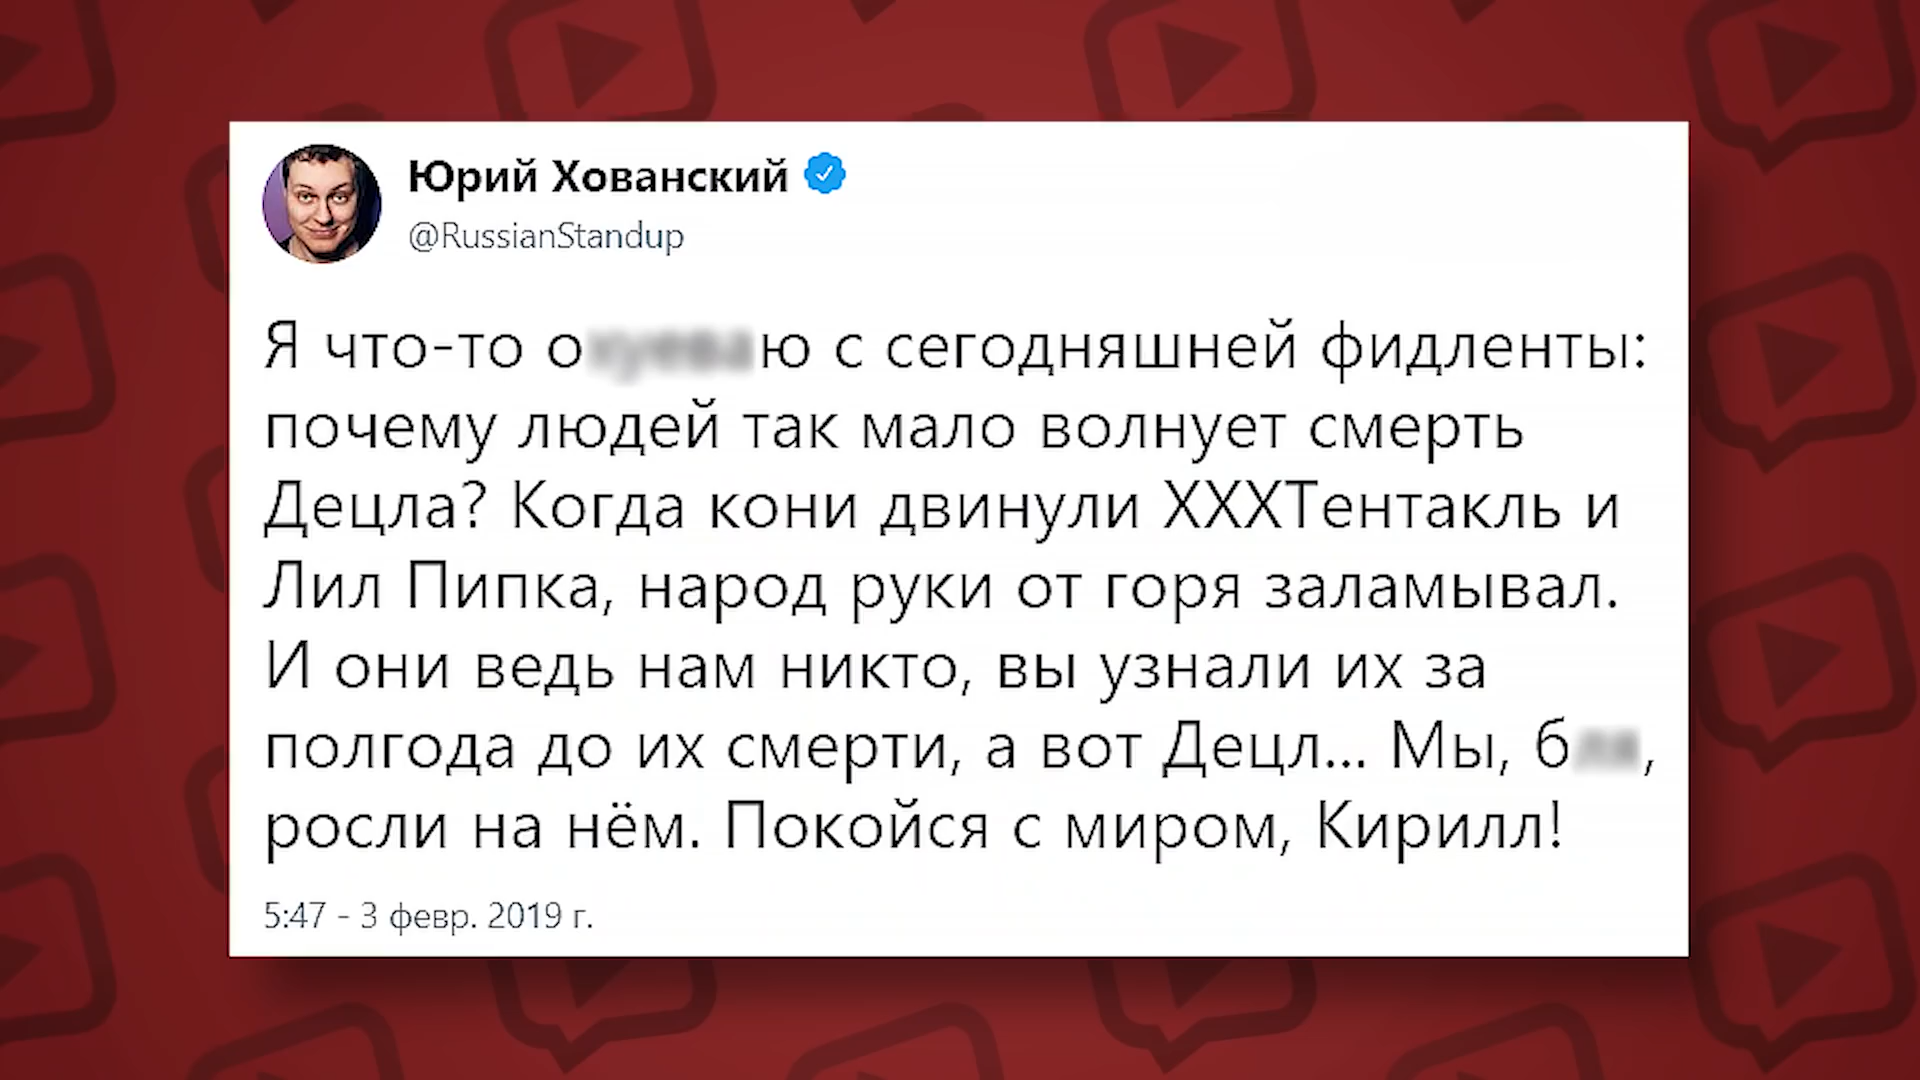 Юрий Хованский
@RussianStandup
Я что-то о ю с сегодняшней фидленты:
почему людей так мало волнует смерть
Децла? Когда кони двинули ХХХТентакль и
Лил Пипка, народ руки от горя заламывал.
И они ведь нам никто, вы узнали их за
полгода до их смерти, а вот Децл... Мы, б ,
росли на нём. Покойся с миром, Кирилл!
5:47 - 3 февр. 2019 г.